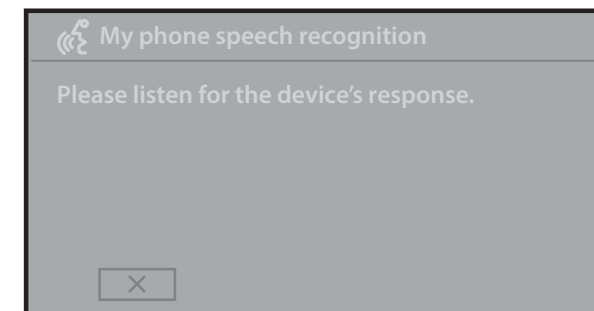 My phone speech recognition
Please listen for the device’s response.